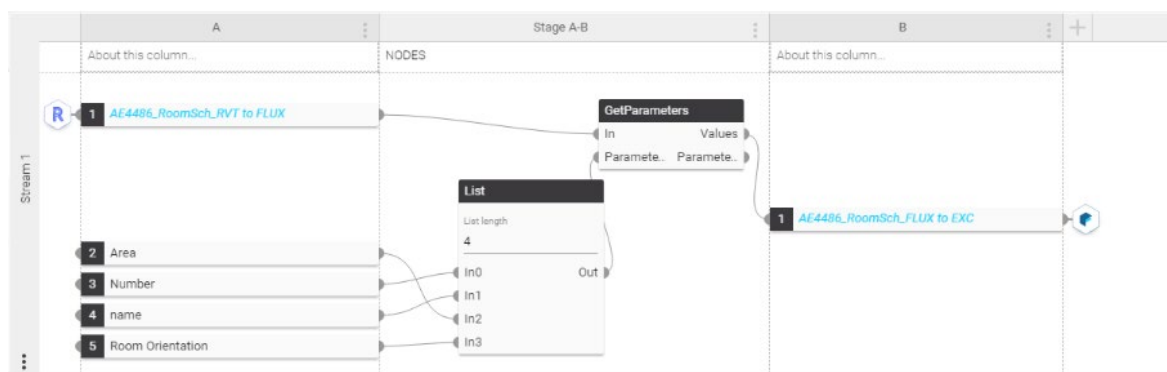 A
Stage A-B
B
About this column...
NODES
About this column...
Stream 1
R
1 AE4486_RoomSch_RVT to FLUX
GetParameters
In Values
Paramete.. Paramete..
List
List length
4
1 AE4486_RoomSch_FLUX to EXC
2 Area
3 Number
4 name
5 Room Orientation
In0 Out
In1
In2
In3